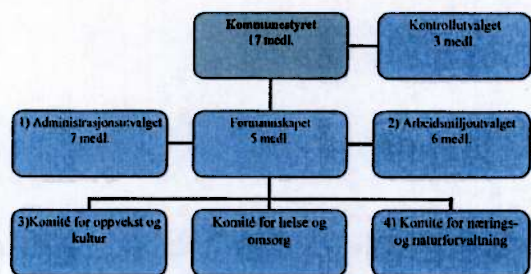 Kommunestyret
17 medl.
Kontrollutvalget
3 medl.
1) Administrasjonsutvalget
7 medl.
Formannskapet
5 medl
2) Arbeidsmiljøutvalget
6 medl.
3)Komité for oppvekst og
kultur
Komité for helse og
omsorg
4) Komité for nærings-
og naturforvaltning